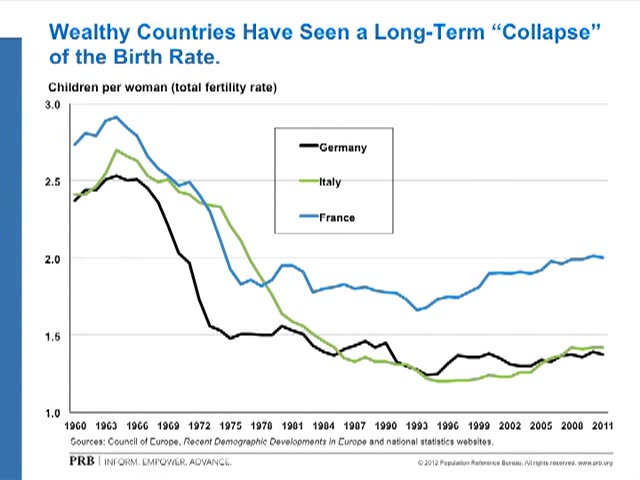 Wealthy Countries Have Seen a Long-Term “Collapse”
of the Birth Rate.
Children per woman (total fertility rate)
3.0
2.5
2.0
1.5
1.0
Germany
Italy
France
1960 1963 1966 1969 1972 1975 1978 1981 1984 1987 1990 1993 1996 1999 2002 2005 2008 2011
Sources: Council of Europe, Recent Demographic Developments in Europe and national statistics websites.
PRB | INFORM. EMPOWER. ADVANCE.
© 2012 Population Reference Bureau. All rights reserved. www.prb.org